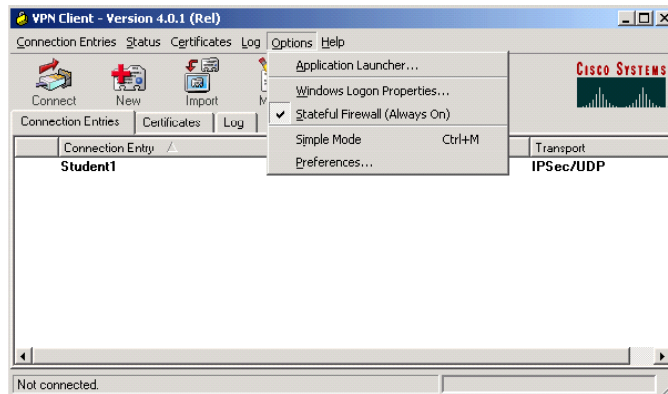 VPN Client - Version 4.0.1 (Rel)
Connection Entries Status Certificates Log Options Help
Connect New Import M
Application Launcher...
Windows Logon Properties...
Stateful Firewall (Always On)
Simple Mode Ctrl+M
Preferences...
CISCO SYSTEMS
Connection Entries Certificates Log
Connection Entry Transport
Student1 IPSec/UDP
Not connected.